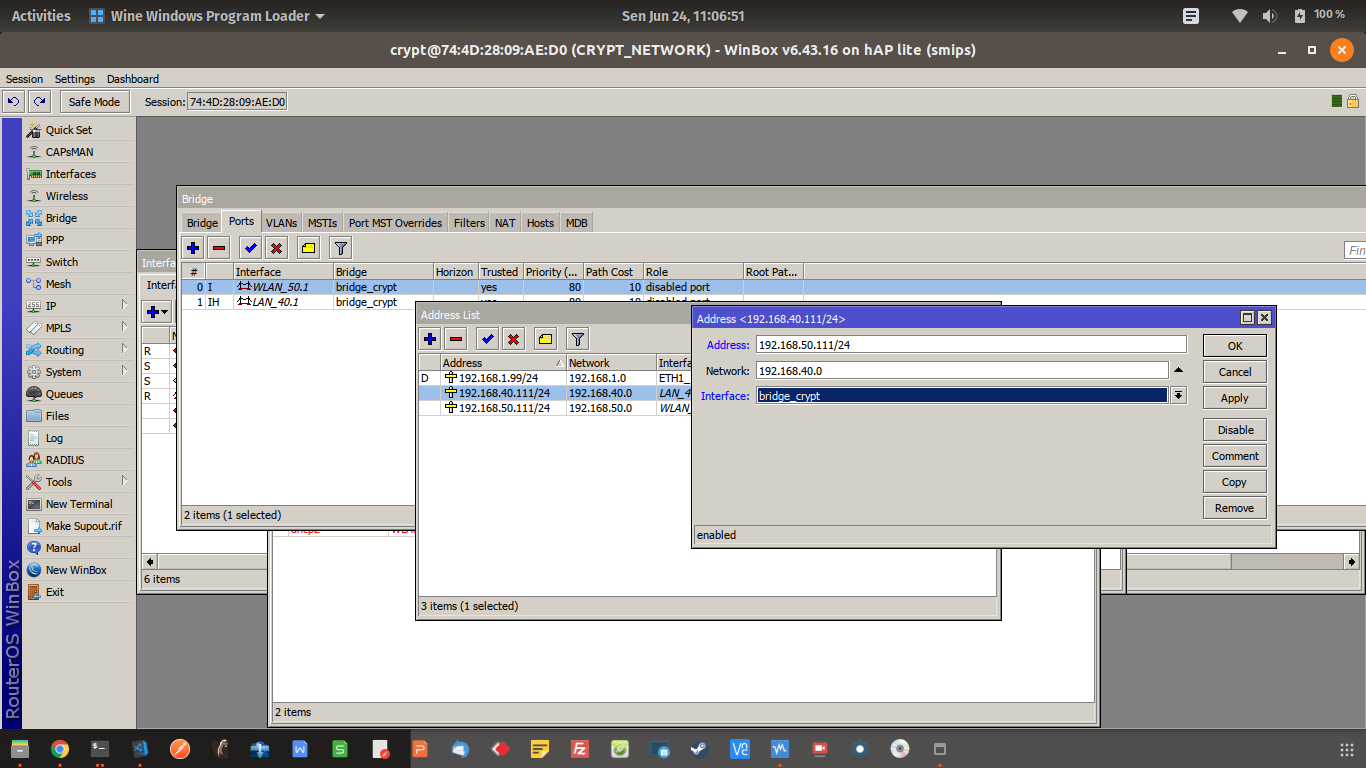 Activities Wine Windows Program Loader Sen Jun 24, 11:06:51 100 %
crypt@74:4D:28:09:AE:D0 (CRYPT_NETWORK) - WinBox v6.43.16 on hAP lite (smips)
Session Settings Dashboard
Safe Mode Session: 74:4D:28:09:AE:D0
Quick Set
CAPsMAN
Interfaces
Wireless
Bridge
PPP
Switch
Mesh
IP
MPLS
Routing
System
Queues
Files
Log
RADIUS
Tools
New Terminal
Make Supout.rif
Manual
New WinBox
Exit
RouterOS WinBox
Interfa
Interfa
R
S
S
R
6 items
Bridge
Bridge Ports VLANs MSTIs Port MST Overrides Filters NAT Hosts MDB
Fin
# Interface Bridge Horizon Trusted Priority (... Path Cost Role Root Pat...
0 I WLAN_50.1 bridge_crypt yes 80 10 disabled port
1 IH LAN_40.1 bridge_crypt yes 80 10 disabled port
2 items (1 selected)
2 items
Address List
Address Network Interfa
D 192.168.1.99/24 192.168.1.0 ETH1_
192.168.40.111/24 192.168.40.0 LAN_4
192.168.50.111/24 192.168.50.0 WLAN_
3 items (1 selected)
Address <192.168.40.111/24>
Address: 192.168.50.111/24
Network: 192.168.40.0
Interface: bridge_crypt
OK
Cancel
Apply
Disable
Comment
Copy
Remove
enabled